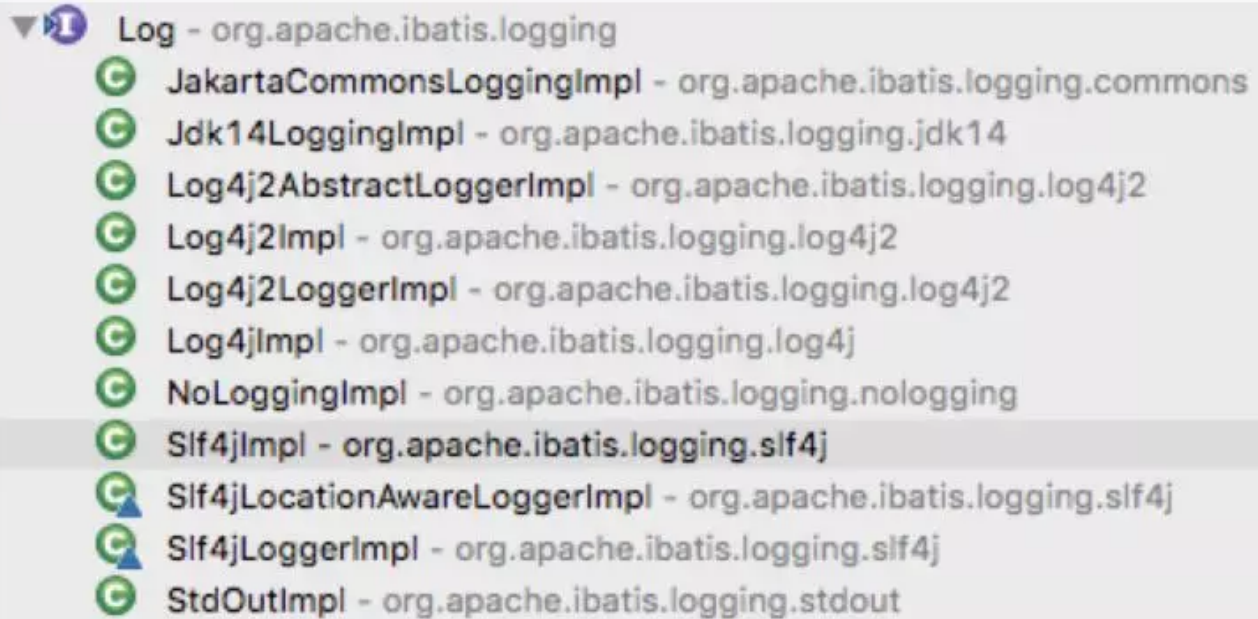 Log - org.apache.ibatis.logging
JakartaCommonsLoggingImpl - org.apache.ibatis.logging.commons
Jdk14LoggingImpl - org.apache.ibatis.logging.jdk14
Log4j2AbstractLoggerImpl - org.apache.ibatis.logging.log4j2
Log4j2Impl - org.apache.ibatis.logging.log4j2
Log4j2LoggerImpl - org.apache.ibatis.logging.log4j2
Log4jImpl - org.apache.ibatis.logging.log4j
NoLoggingImpl - org.apache.ibatis.logging.nologging
Slf4jImpl - org.apache.ibatis.logging.slf4j
Slf4jLocationAwareLoggerImpl - org.apache.ibatis.logging.slf4j
Slf4jLoggerImpl - org.apache.ibatis.logging.slf4j
StdOutImpl - org.apache.ibatis.logging.stdout